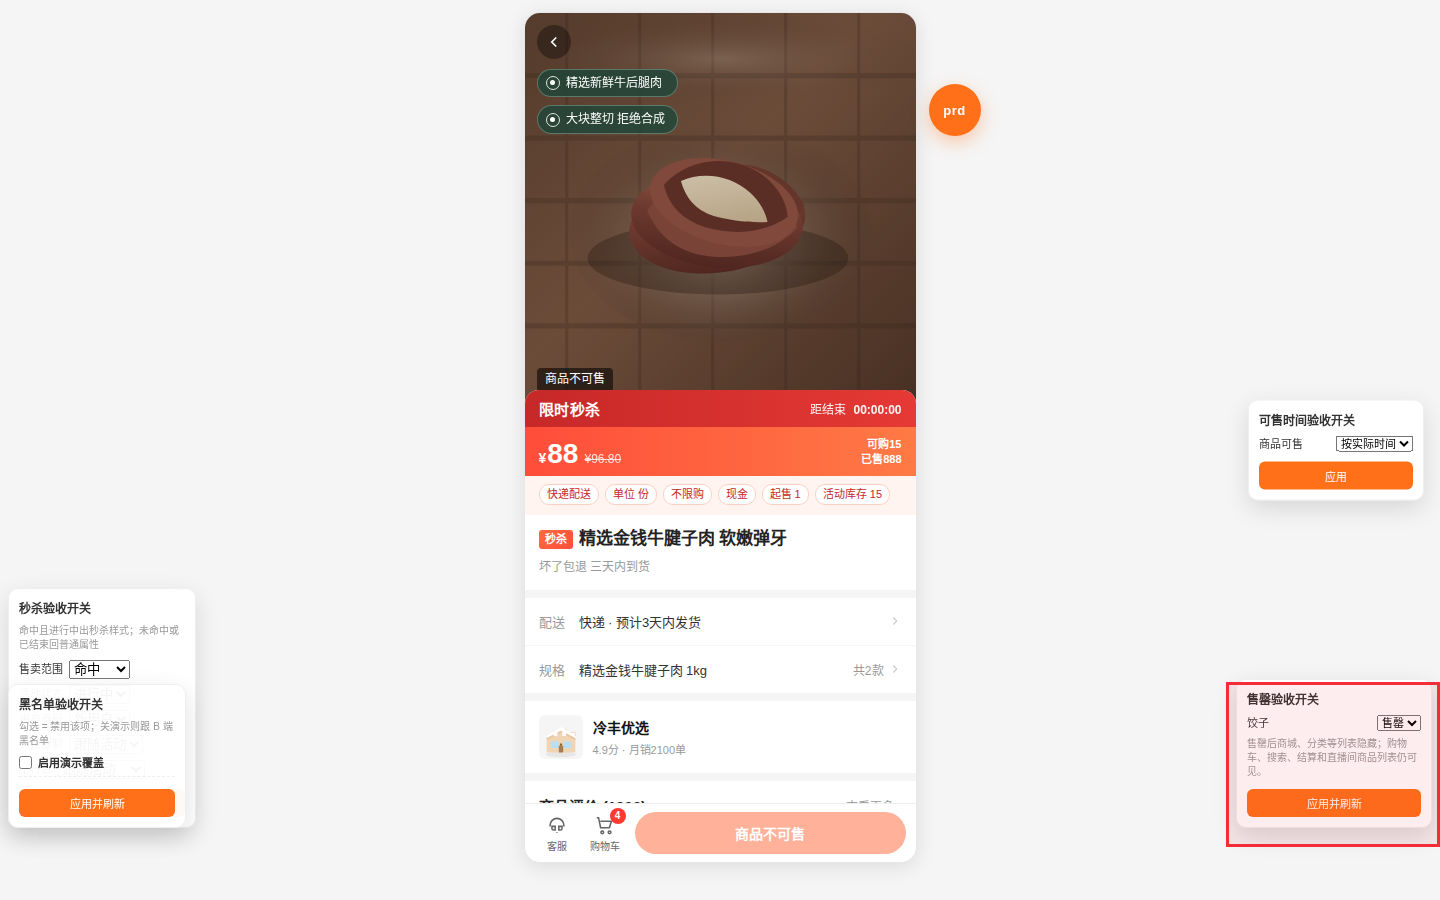 精选新鲜牛后腿肉
大块整切 拒绝合成
prd
商品不可售
限时秒杀
距结束 00:00:00
¥88 ¥96.80
可购15
已售888
快递配送 单位 份 不限购 现金 起售 1 活动库存 15
秒杀 精选金钱牛腱子肉 软嫩弹牙
坏了包退 三天内到货
配送 快递 · 预计3天内发货
规格 精选金钱牛腱子肉 1kg 共2款
冷丰优选
4.9分 · 月销2100单
客服
购物车
4
商品不可售
秒杀验收开关
命中且进行中出秒杀样式；未命中或
已结束回普通属性
售卖范围 命中
黑名单验收开关
勾选 = 禁用该项；关演示则跟 B 端
黑名单
启用演示覆盖
应用并刷新
可售时间验收开关
商品可售 按实际时间
应用
售罄验收开关
饺子 售罄
售罄后商城、分类等列表隐藏；购物
车、搜索、结算和直播间商品列表仍可
见。
应用并刷新